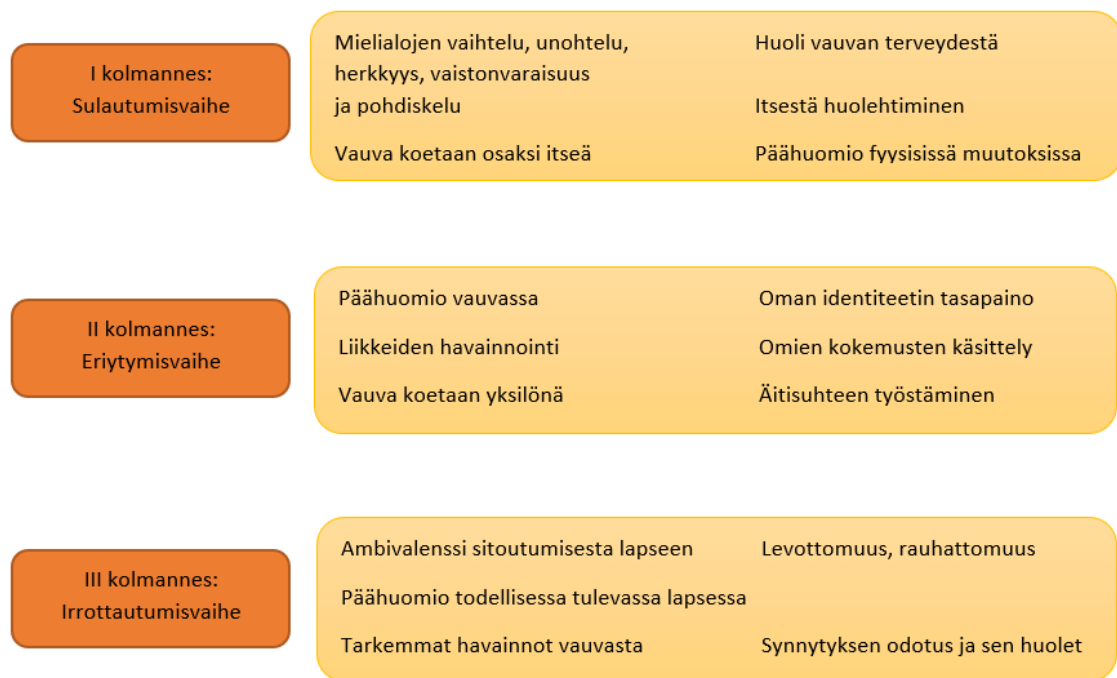 I kolmannes:
Sulautumisvaihe
Mielialojen vaihtelu, unohtelu,
herkkyys, vaistonvaraisuus
ja pohdiskelu
Vauva koetaan osaksi itseä
Huoli vauvan terveydestä
Itsestä huolehtiminen
Päähuomio fyysisissä muutoksissa
II kolmannes:
Eriytymisvaihe
Päähuomio vauvassa
Liikkeiden havainnointi
Vauva koetaan yksilönä
Oman identiteetin tasapaino
Omien kokemusten käsittely
Äitisuhteen työstäminen
III kolmannes:
Irrottautumisvaihe
Ambivalenssi sitoutumisesta lapseen
Päähuomio todellisessa tulevassa lapsessa
Tarkemmat havainnot vauvasta
Levottomuus, rauhattomuus
Synnytyksen odotus ja sen huolet